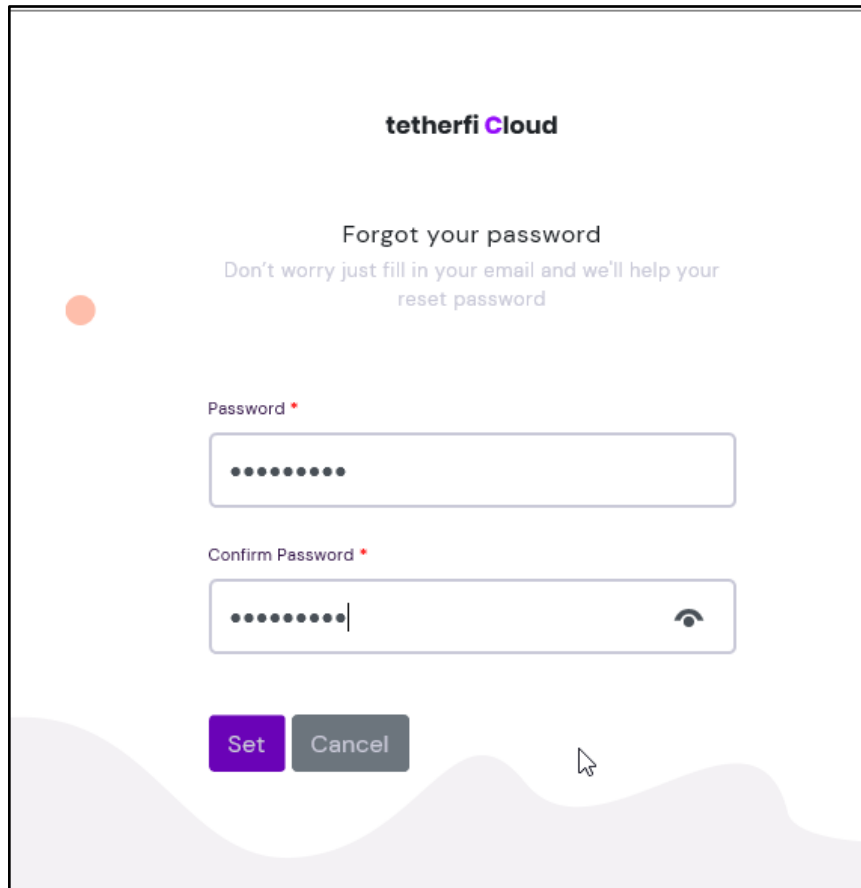 tetherfi Cloud
Forgot your password
Don't worry just fill in your email and we'll help your
reset password
Password *
•••••••••
Confirm Password *
•••••••••
Set
Cancel